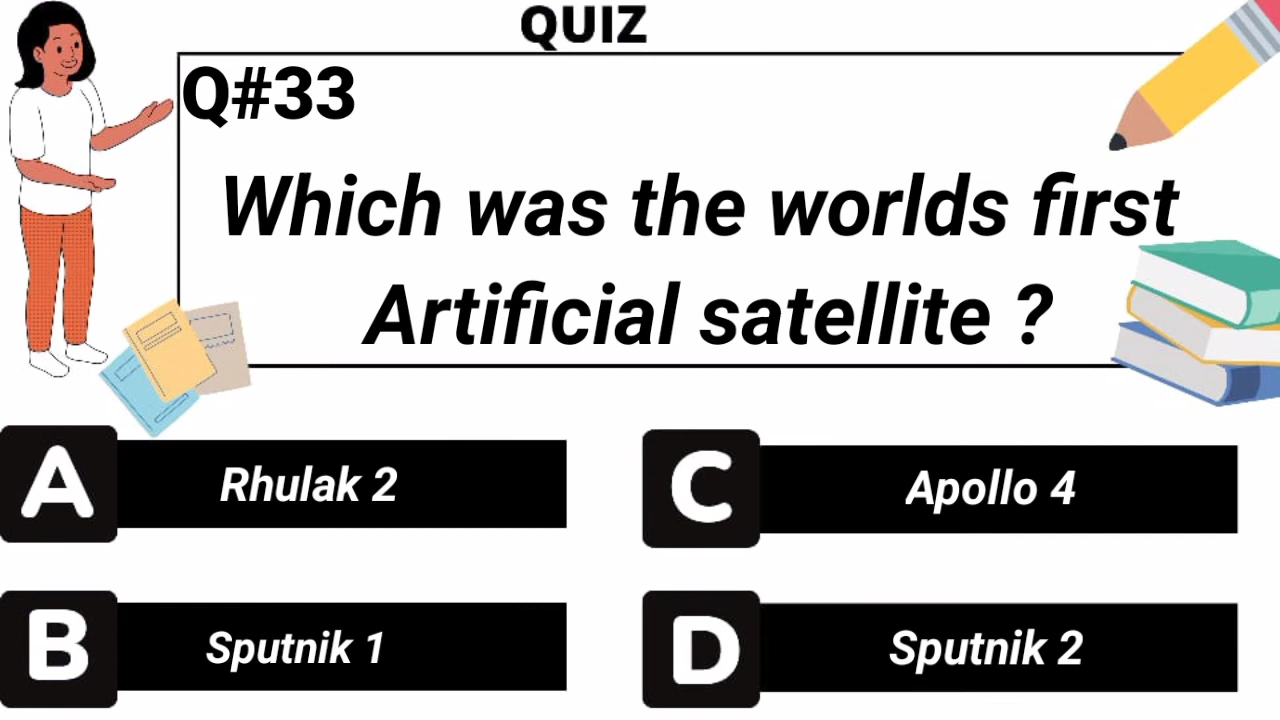 QUIZ
Q#33
Which was the worlds first
Artificial satellite ?
A Rhulak 2
C Apollo 4
B Sputnik 1
D Sputnik 2